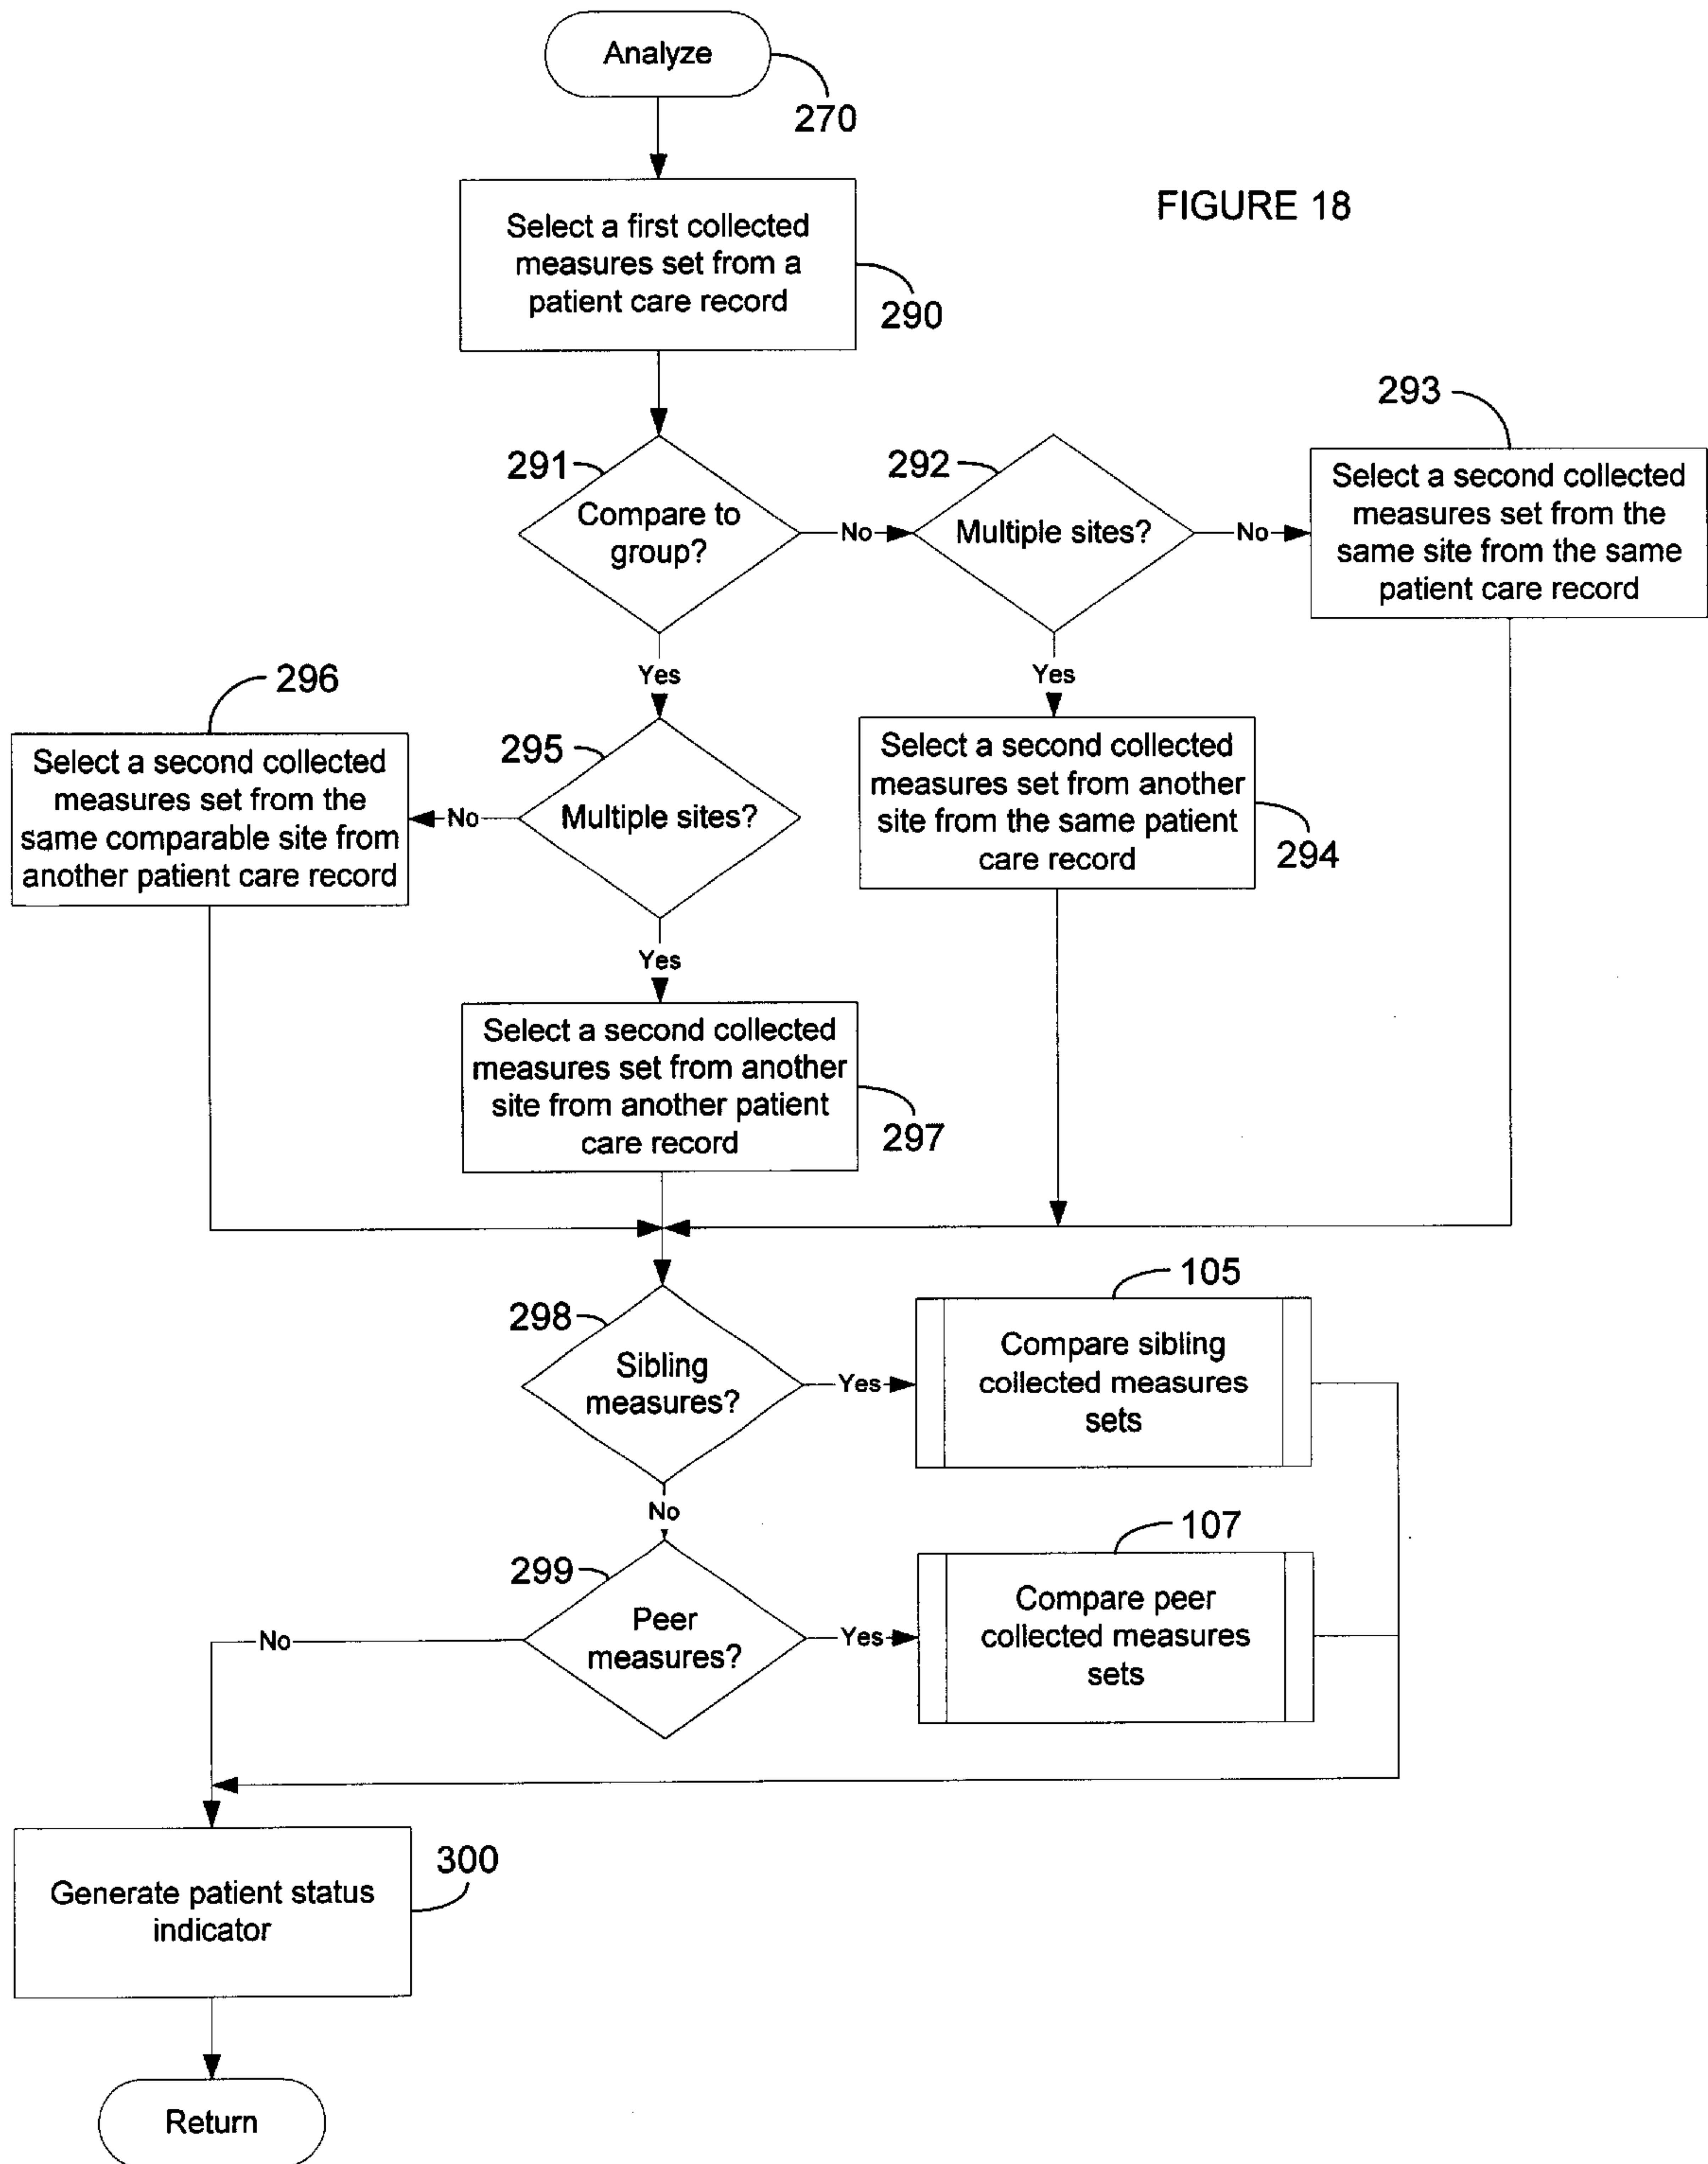 Analyze
270
FIGURE 18
Select a first collected
measures set from a
patient care record
290
291
Compare to
group?
No
292
Multiple sites?
No
293
Select a second collected
measures set from the
same site from the same
patient care record
Yes
Yes
296
Select a second collected
measures set from the
same comparable site from
another patient care record
No
295
Multiple sites?
Select a second collected
measures set from another
site from the same patient
care record
294
Yes
Select a second collected
measures set from another
site from another patient
care record
297
298
Sibling
measures?
Yes
105
Compare sibling
collected measures
sets
No
299
Peer
measures?
No
Yes
107
Compare peer
collected measures
sets
Generate patient status
indicator
300
Return